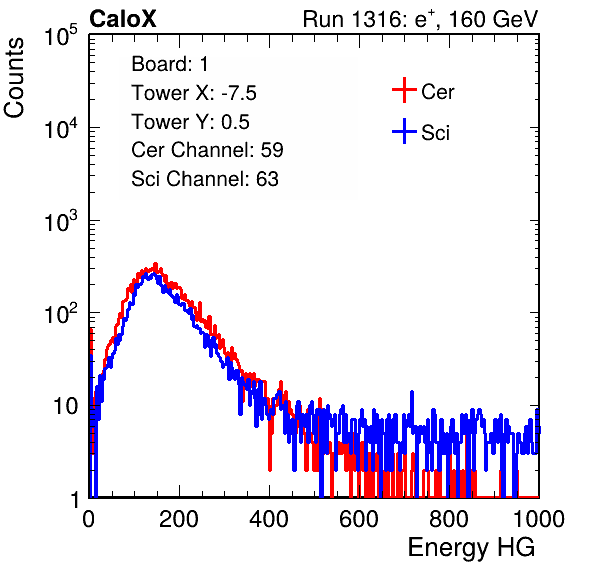 CaloX Run 1316: e⁺, 160 GeV
Counts
Board: 1
Tower X: -7.5
Tower Y: 0.5
Cer Channel: 59
Sci Channel: 63
Cer
Sci
10⁵
10⁴
10³
10²
10
1
0 200 400 600 800 1000
Energy HG